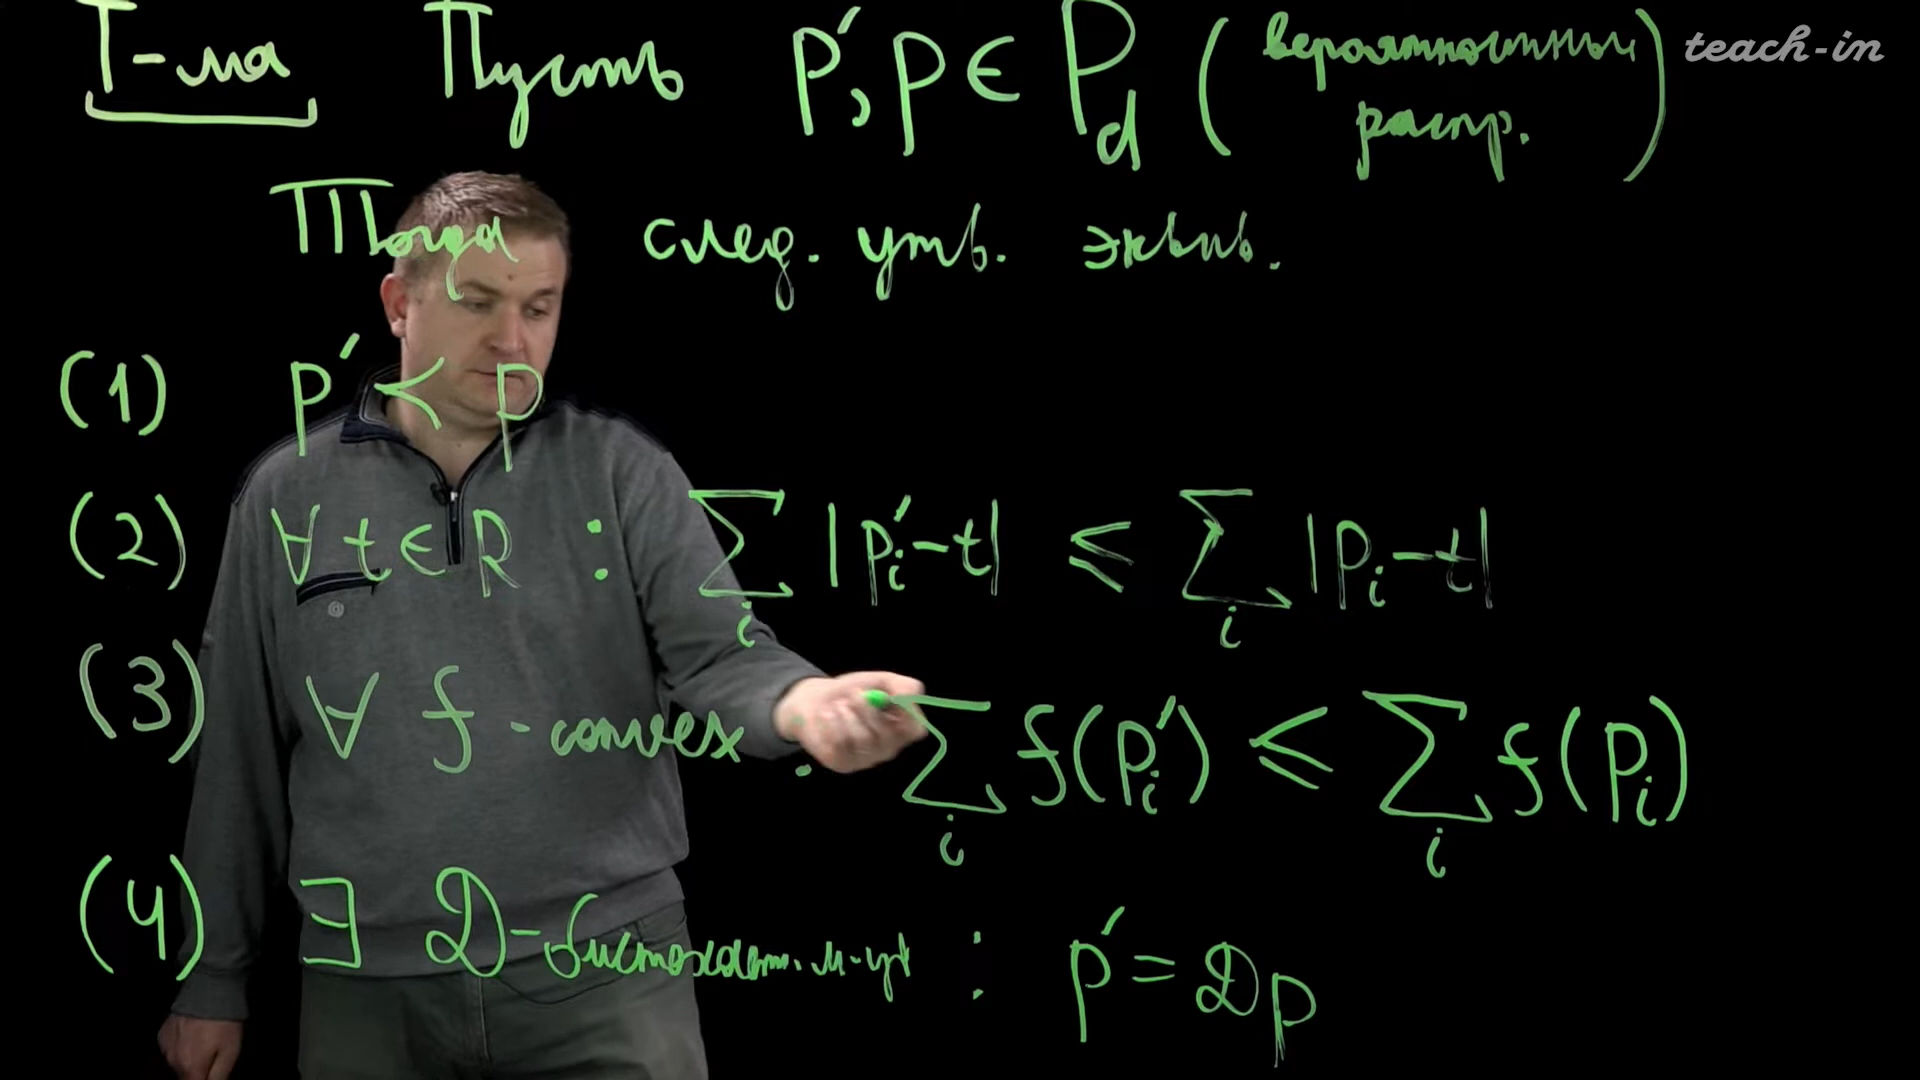 Т-ма Пусть p', p ∈ P_d (вероятностные распр.) teach-in
Тогда след. утв. эквив.
(1) p' ≺ p
(2) ∀ t ∈ R : ∑_i |p'_i - t| ≤ ∑_i |p_i - t|
(3) ∀ f - convex : ∑_i f(p'_i) ≤ ∑_i f(p_i)
(4) ∃ D - бистохаст. м-ца : p' = Dp